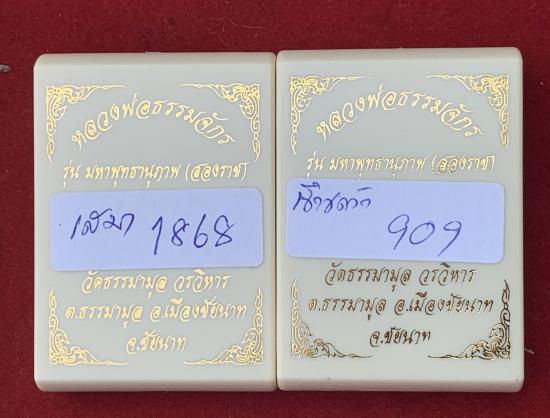 หลวงพ่อธรรมจักร
รุ่น มหาพุทธานุภาพ (สองราช)
เสมา 1868
วัดธรรมามูล วรวิหาร
ต.ธรรมามูล อ.เมืองชัยนาท
จ.ชัยนาท
หลวงพ่อธรรมจักร
รุ่น มหาพุทธานุภาพ (สองราช)
909
วัดธรรมามูล วรวิหาร
ต.ธรรมามูล อ.เมืองชัยนาท
จ.ชัยนาท